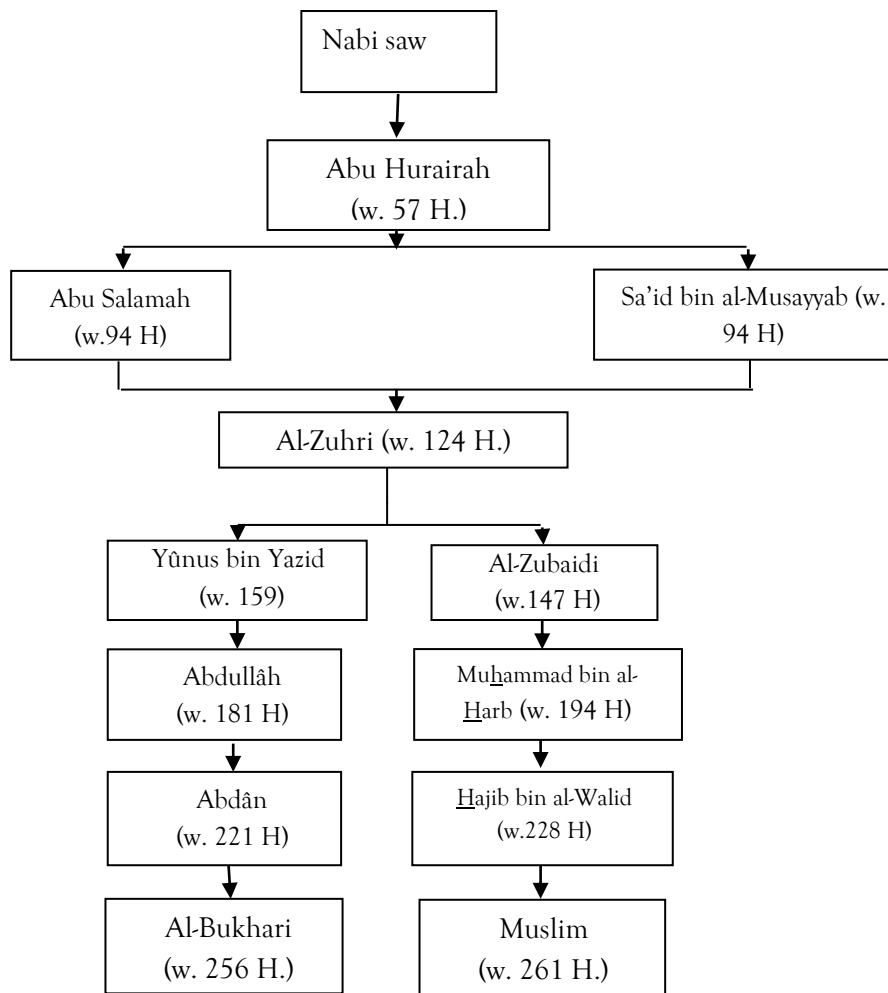 Nabi saw
Abu Hurairah
(w. 57 H.)
Abu Salamah
(w.94 H)
Sa’id bin al-Musayyab (w.
94 H)
Al-Zuhri (w. 124 H.)
Yûnus bin Yazid
(w. 159)
Al-Zubaidi
(w.147 H)
Abdullâh
(w. 181 H)
Muhammad bin al-
Harb (w. 194 H)
Abdân
(w. 221 H)
Hajib bin al-Walid
(w.228 H)
Al-Bukhari
(w. 256 H.)
Muslim
(w. 261 H.)